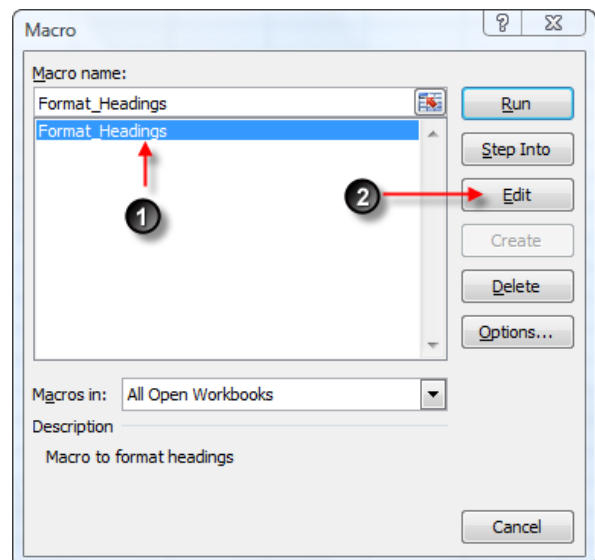 Macro
Macro name:
Format_Headings
Run
Format_Headings
Step Into
1
2
Edit
Create
Delete
Options...
Macros in: All Open Workbooks
Description
Macro to format headings
Cancel